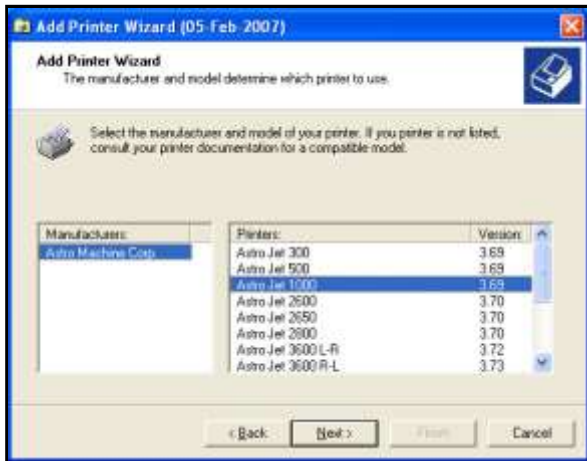 Add Printer Wizard (05-Feb-2007)
Add Printer Wizard
The manufacturer and model determine which printer to use.
Select the manufacturer and model of your printer. If you printer is not listed,
consult your printer documentation for a compatible model.
Manufacturers: Printers: Version:
Astro Machine Corp Astro Jet 300 3.69
Astro Jet 500 3.69
Astro Jet 1000 3.69
Astro Jet 2600 3.70
Astro Jet 2650 3.70
Astro Jet 2800 3.70
Astro Jet 3600 L-R 3.72
Astro Jet 3600 R-L 3.73
< Back Next > Finish Cancel